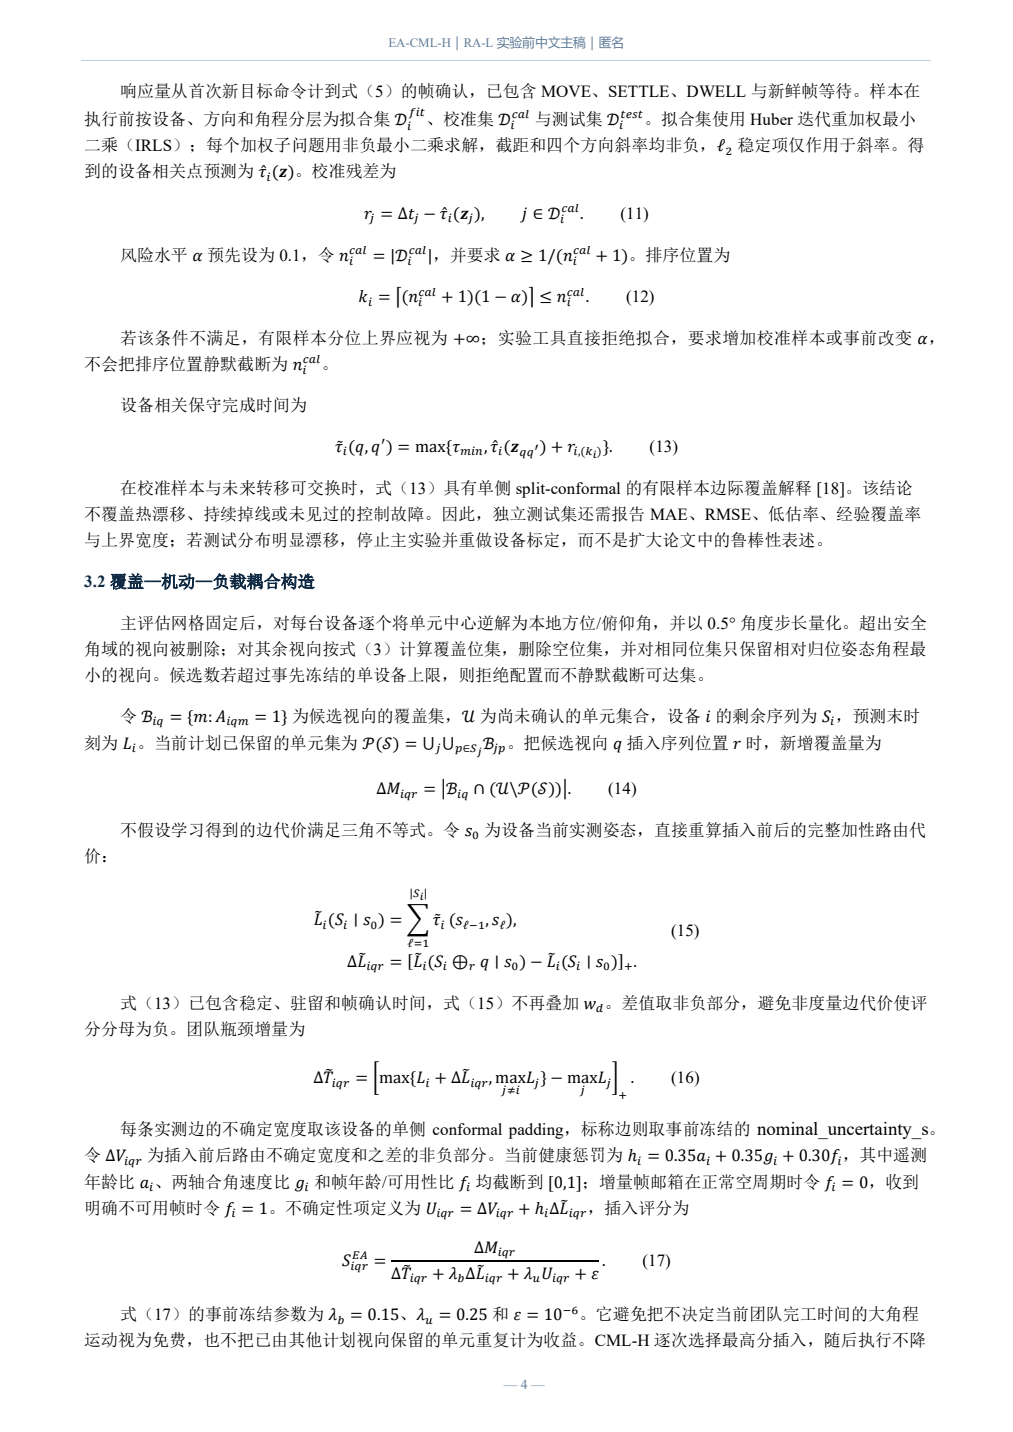 EA-CML-H | RA-L 实验前中文主稿 | 匿名
响应量从首次新目标命令计到式（5）的帧确认，已包含 MOVE、SETTLE、DWELL 与新鲜帧等待。样本在
执行前按设备、方向和角程分层为拟合集 𝒟ᵢ^{fit}、校准集 𝒟ᵢ^{cal} 与测试集 𝒟ᵢ^{test}。拟合集使用 Huber 迭代重加权最小
二乘（IRLS）；每个加权子问题用非负最小二乘求解，截距和四个方向斜率均非负，ℓ₂ 稳定项仅作用于斜率。得
到的设备相关点预测为 τ̂ᵢ(𝒛)。校准残差为
rⱼ = Δtⱼ − τ̂ᵢ(𝒛ⱼ),  j ∈ 𝒟ᵢ^{cal}.  (11)
风险水平 α 预先设为 0.1，令 nᵢ^{cal} = |𝒟ᵢ^{cal}|，并要求 α ≥ 1/(nᵢ^{cal} + 1)。排序位置为
kᵢ = ⌈(nᵢ^{cal} + 1)(1 − α)⌉ ≤ nᵢ^{cal}.  (12)
若该条件不满足，有限样本分位上界应视为 +∞；实验工具直接拒绝拟合，要求增加校准样本或事前改变 α，
不会把排序位置静默截断为 nᵢ^{cal}。
设备相关保守完成时间为
τ̃ᵢ(q, q′) = max{τ_{min}, τ̂ᵢ(𝒛_{qq′}) + r_{i,(kᵢ)}}.  (13)
在校准样本与未来转移可交换时，式（13）具有单侧 split-conformal 的有限样本边际覆盖解释 [18]。该结论
不覆盖热漂移、持续掉线或未见过的控制故障。因此，独立测试集还需报告 MAE、RMSE、低估率、经验覆盖率
与上界宽度；若测试分布明显漂移，停止主实验并重做设备标定，而不是扩大论文中的鲁棒性表述。
3.2 覆盖—机动—负载耦合构造
主评估网格固定后，对每台设备逐个将单元中心逆解为本地方位/俯仰角，并以 0.5° 角度步长量化。超出安全
角域的视向被删除；对其余视向按式（3）计算覆盖位集，删除空位集，并对相同位集只保留相对归位姿态角程最
小的视向。候选数若超过事先冻结的单设备上限，则拒绝配置而不静默截断可达集。
令 ℬ_{iq} = {m: A_{iqm} = 1} 为候选视向的覆盖集，𝒰 为尚未确认的单元集合，设备 i 的剩余序列为 Sᵢ，预测末时
刻为 Lᵢ。当前计划已保留的单元集为 𝒫(𝒮) = ∪ⱼ∪_{p∈Sⱼ}ℬ_{jp}。把候选视向 q 插入序列位置 r 时，新增覆盖量为
ΔM_{iqr} = |ℬ_{iq} ∩ (𝒰\𝒫(𝒮))|.  (14)
不假设学习得到的边代价满足三角不等式。令 s₀ 为设备当前实测姿态，直接重算插入前后的完整加性路由代
价：
L̃ᵢ(Sᵢ ∣ s₀) = ∑_{ℓ=1}^{|Sᵢ|} τ̃ᵢ (s_{ℓ−1}, s_ℓ),
ΔL̃_{iqr} = [L̃ᵢ(Sᵢ ⊕ᵣ q ∣ s₀) − L̃ᵢ(Sᵢ ∣ s₀)]₊.  (15)
式（13）已包含稳定、驻留和帧确认时间，式（15）不再叠加 w_d。差值取非负部分，避免非度量边代价使评
分分母为负。团队瓶颈增量为
ΔT̃_{iqr} = [max{Lᵢ + ΔL̃_{iqr}, max_{j≠i} Lⱼ} − max_j Lⱼ]₊.  (16)
每条实测边的不确定宽度取该设备的单侧 conformal padding，标称边则取事前冻结的 nominal_uncertainty_s。
令 ΔV_{iqr} 为插入前后路由不确定宽度和之差的非负部分。当前健康惩罚为 hᵢ = 0.35aᵢ + 0.35gᵢ + 0.30fᵢ，其中遥测
年龄比 aᵢ、两轴合角速度比 gᵢ 和帧年龄/可用性比 fᵢ 均截断到 [0,1]；增量帧邮箱在正常空周期时令 fᵢ = 0，收到
明确不可用帧时令 fᵢ = 1。不确定性项定义为 U_{iqr} = ΔV_{iqr} + hᵢΔL̃_{iqr}，插入评分为
S_{iqr}^{EA} = ΔM_{iqr} / (ΔT̃_{iqr} + λ_bΔL̃_{iqr} + λ_uU_{iqr} + ε).  (17)
式（17）的事前冻结参数为 λ_b = 0.15、λ_u = 0.25 和 ε = 10⁻⁶。它避免把不决定当前团队完工时间的大角程
运动视为免费，也不把已由其他计划视向保留的单元重复计为收益。CML-H 逐次选择最高分插入，随后执行不降
— 4 —